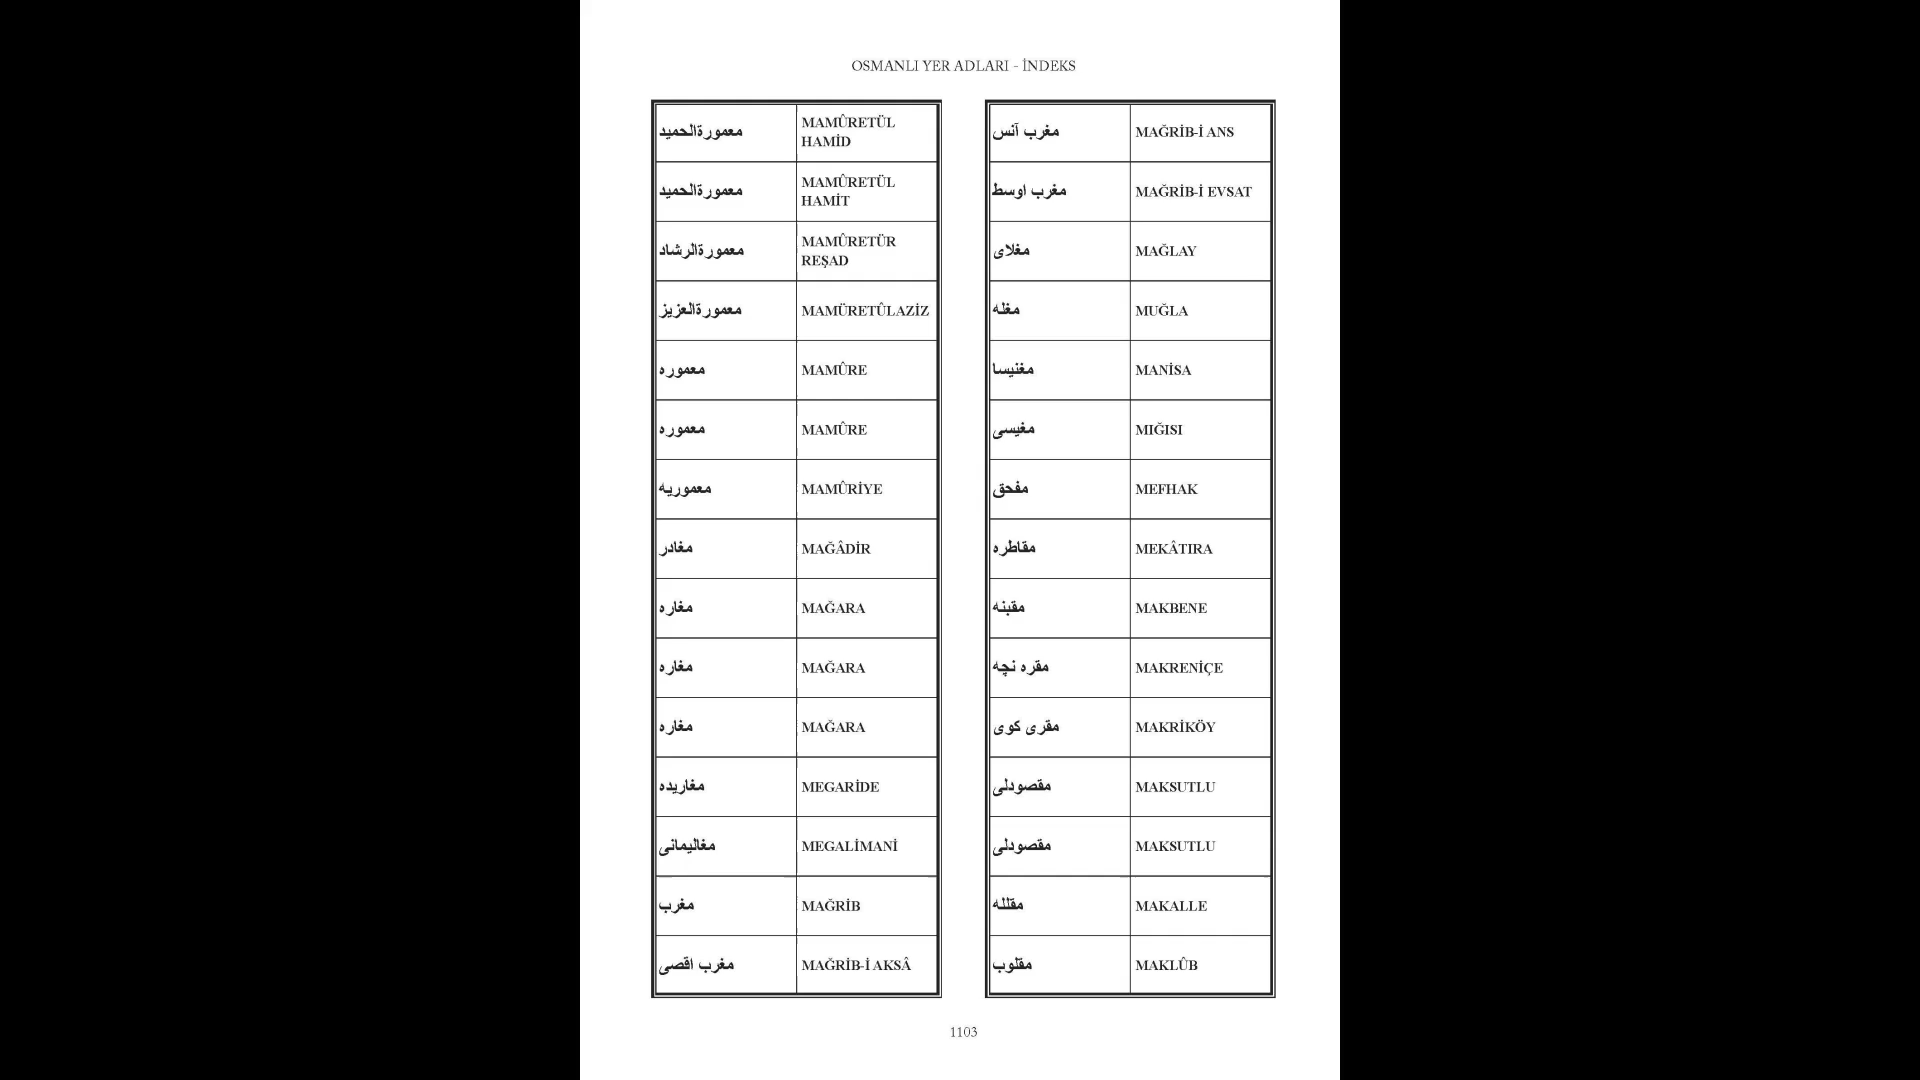 OSMANLI YER ADLARI - İNDEKS
معمورةالحميد MAMÛRETÜL
HAMİD
معمورةالحميد MAMÛRETÜL
HAMİT
معمورةالرشاد MAMÛRETÜR
REŞAD
معمورةالعزيز MAMÜRETÛLAZİZ
معموره MAMÛRE
معموره MAMÛRE
معموريه MAMÛRİYE
مغادر MAĞÂDİR
مغاره MAĞARA
مغاره MAĞARA
مغاره MAĞARA
مغاريده MEGARİDE
مغاليمانى MEGALİMANİ
مغرب MAĞRİB
مغرب اقصى MAĞRİB-İ AKSÂ
مغرب آنس MAĞRİB-İ ANS
مغرب اوسط MAĞRİB-İ EVSAT
مغلاى MAĞLAY
مغله MUĞLA
مغنيسا MANİSA
مغيسى MIĞISI
مفحق MEFHAK
مقاطره MEKÂTIRA
مقبنه MAKBENE
مقره نچه MAKRENİÇE
مقرى كوى MAKRİKÖY
مقصودلى MAKSUTLU
مقصودلى MAKSUTLU
مقلله MAKALLE
مقلوب MAKLÛB
1103